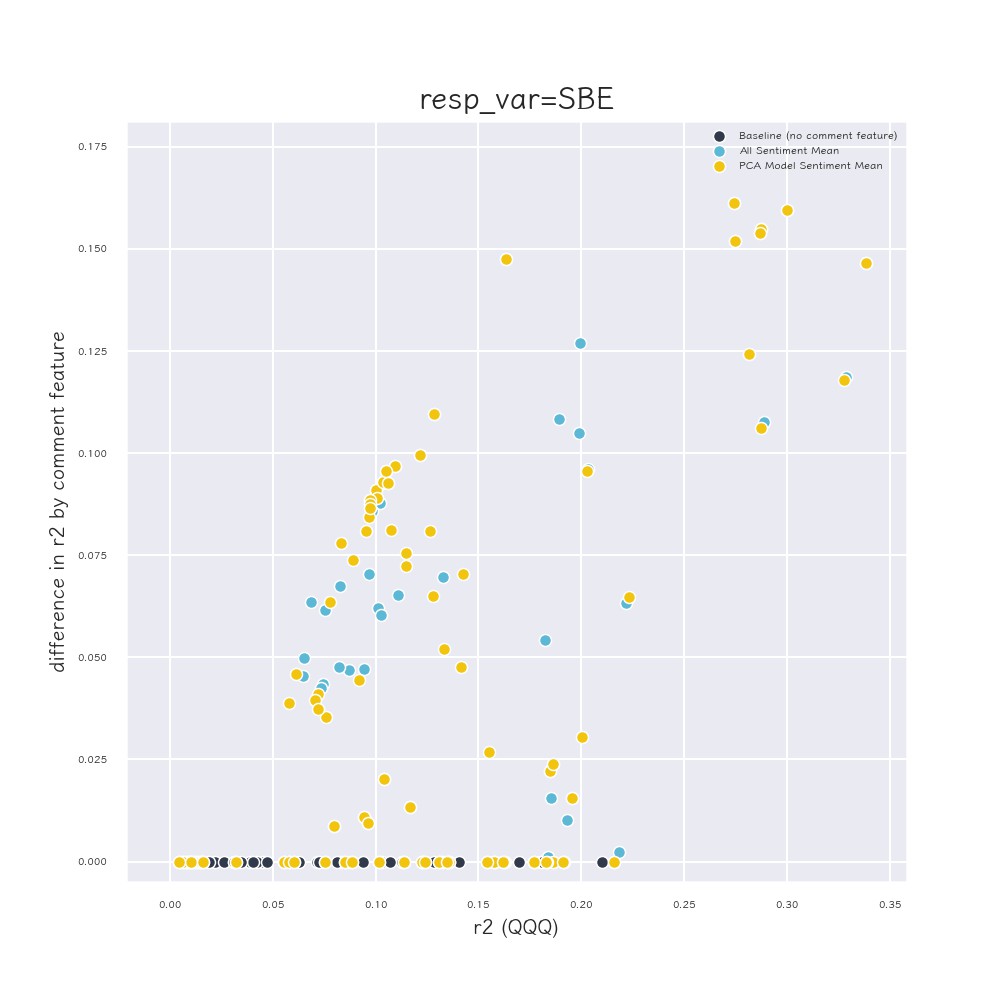 resp_var=SBE
Baseline (no comment feature)
All Sentiment Mean
PCA Model Sentiment Mean
difference in r2 by comment feature
0.175
0.150
0.125
0.100
0.075
0.050
0.025
0.000
0.00 0.05 0.10 0.15 0.20 0.25 0.30 0.35
r2 (QQQ)